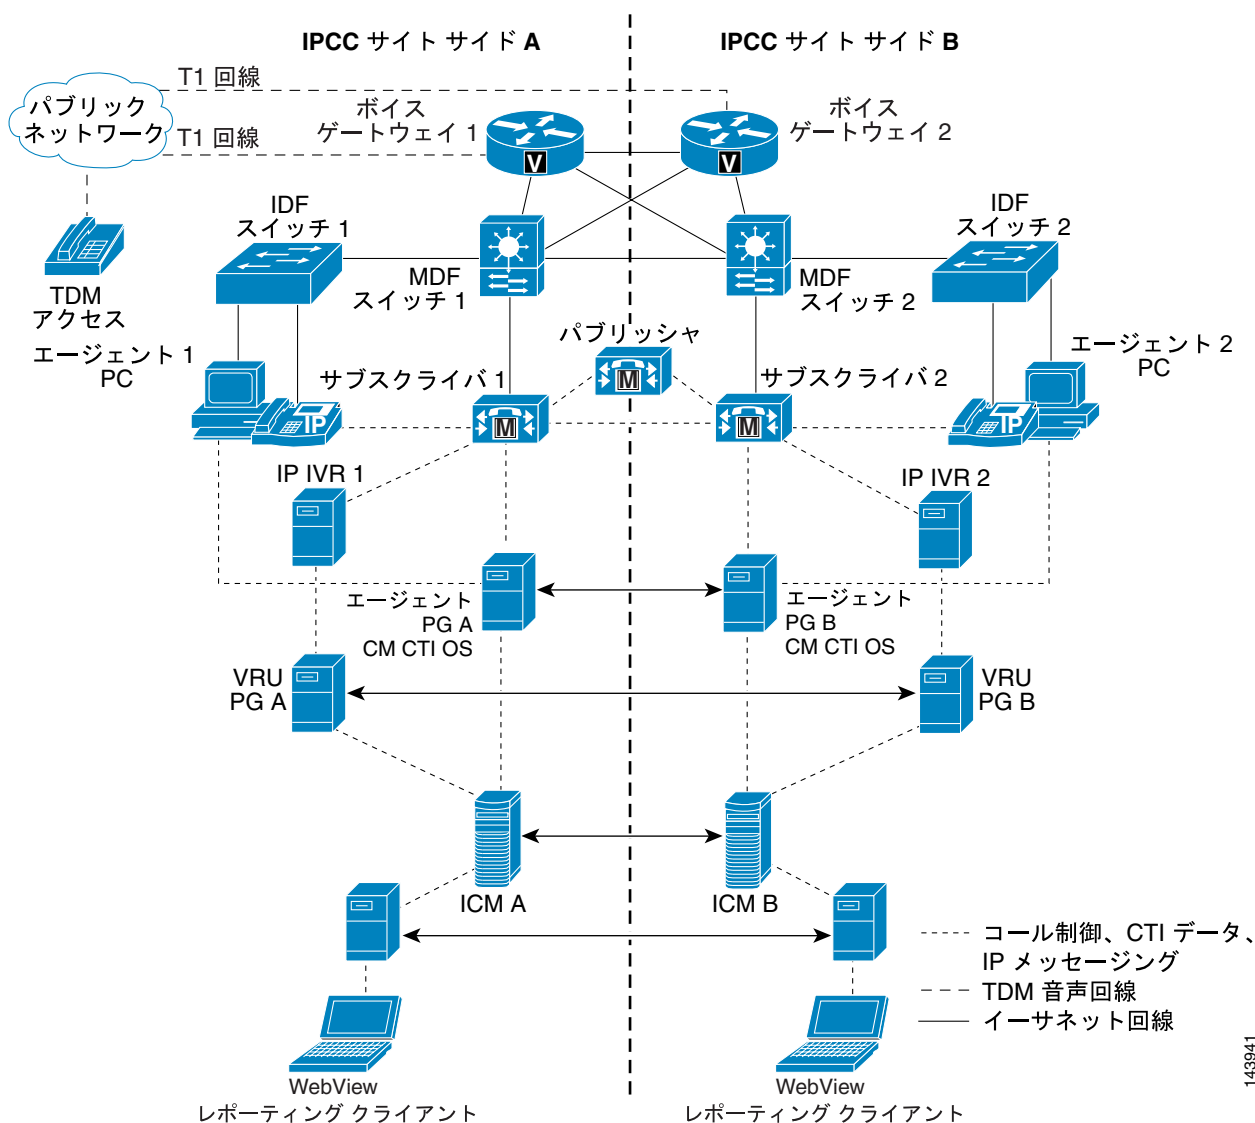 IPCC サイト サイド A
IPCC サイト サイド B
T1 回線
パブリック
ネットワーク
T1 回線
ボイス
ゲートウェイ 1
ボイス
ゲートウェイ 2
V
V
IDF
スイッチ 1
IDF
スイッチ 2
TDM
アクセス
MDF
スイッチ 1
MDF
スイッチ 2
パブリッシャ
エージェント 1
PC
エージェント 2
PC
サブスクライバ 1
サブスクライバ 2
M
IP
M
M
IP
IP IVR 1
IP IVR 2
エージェント
PG A
CM CTI OS
エージェント
PG B
CM CTI OS
VRU
PG A
VRU
PG B
ICM A
ICM B
コール制御、CTI データ、
IP メッセージング
TDM 音声回線
イーサネット回線
WebView
レポーティング クライアント
WebView
レポーティング クライアント
143941